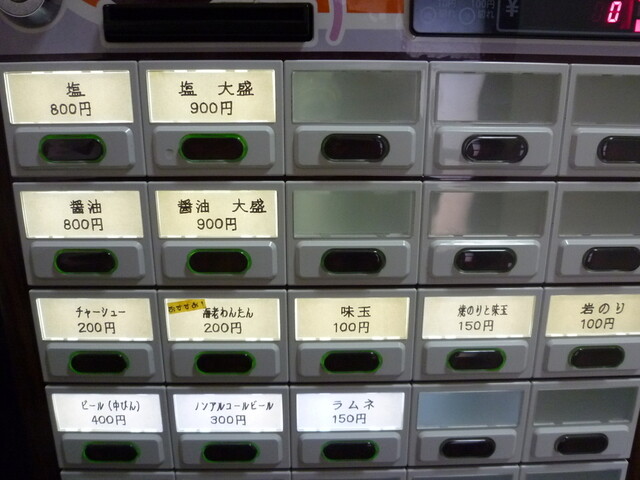 ¥
0
塩
800円
塩 大盛
900円
醤油
800円
醤油 大盛
900円
チャーシュー
200円
おすすめ!
海老わんたん
200円
味玉
100円
焼のりと味玉
150円
岩のり
100円
ビール(中びん)
400円
ノンアルコールビール
300円
ラムネ
150円